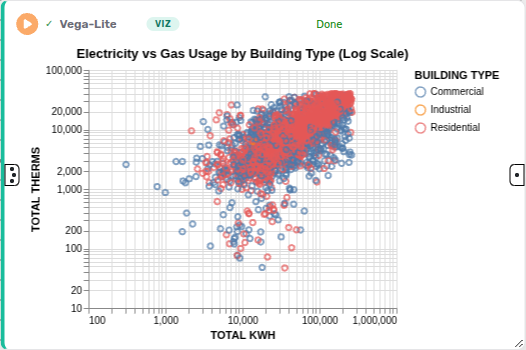 ✓ Vega-Lite VIZ Done
Electricity vs Gas Usage by Building Type (Log Scale)
BUILDING TYPE
Commercial
Industrial
Residential
TOTAL THERMS
100,000
20,000
10,000
2,000
1,000
200
100
20
10
100 1,000 10,000 100,000 1,000,000
TOTAL KWH